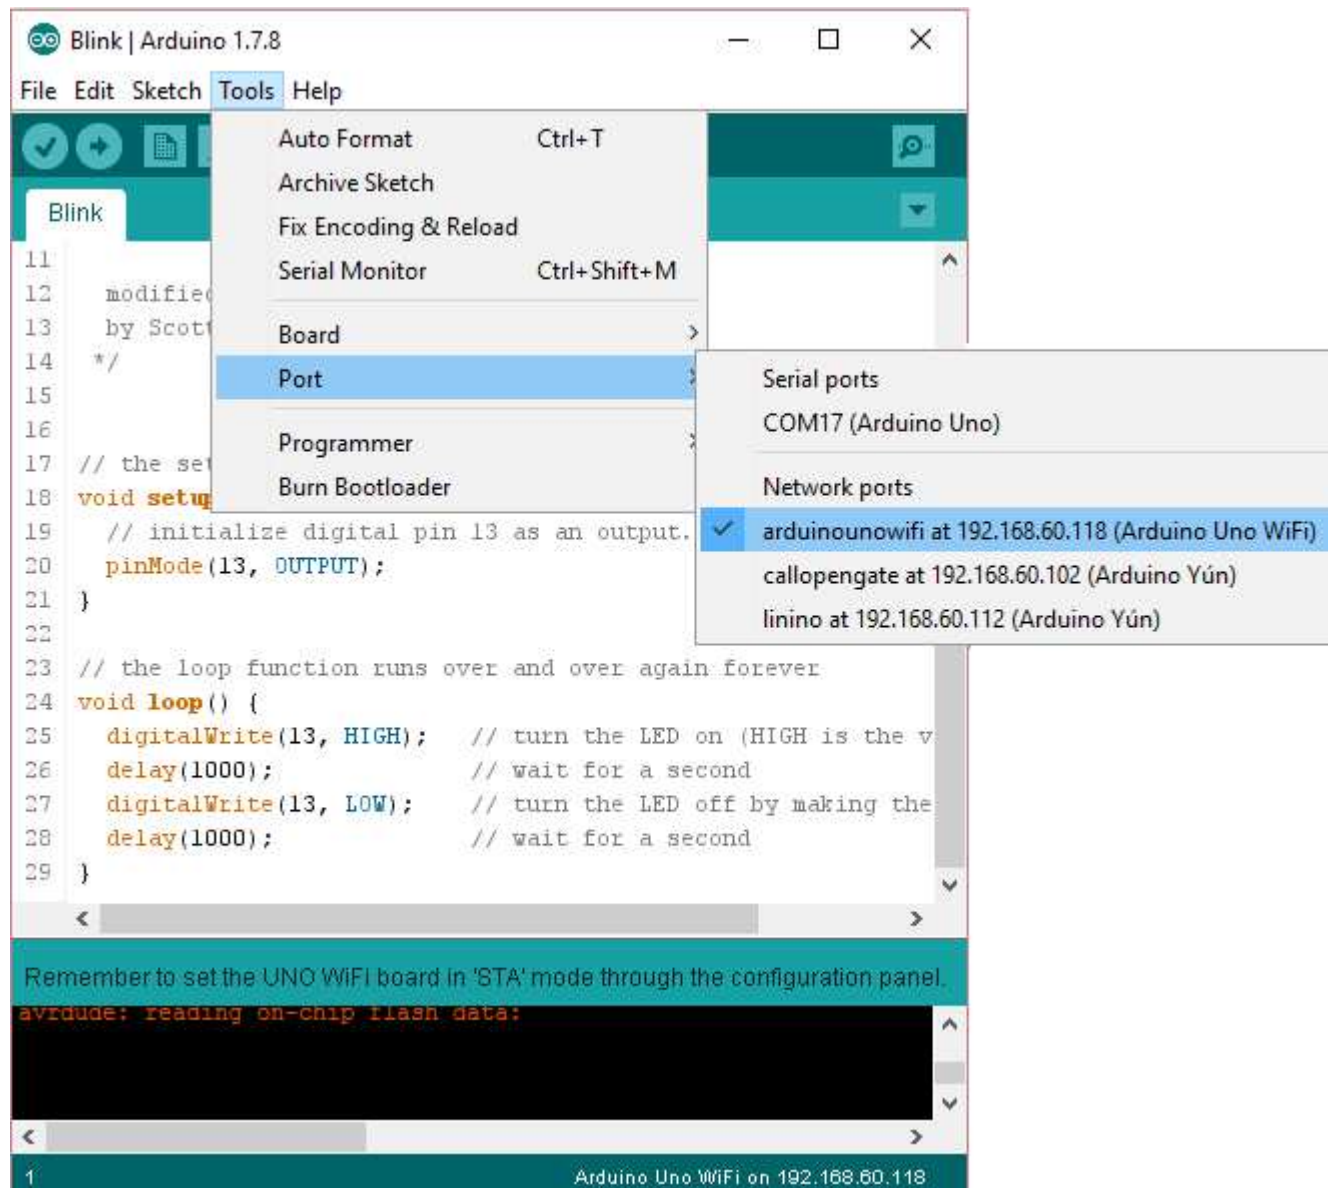 Blink | Arduino 1.7.8
File Edit Sketch Tools Help
Auto Format Ctrl+T
Archive Sketch
Fix Encoding & Reload
Serial Monitor Ctrl+Shift+M
Board
Port
Programmer
Burn Bootloader
Serial ports
COM17 (Arduino Uno)
Network ports
arduinounowifi at 192.168.60.118 (Arduino Uno WiFi)
callopengate at 192.168.60.102 (Arduino Yún)
linino at 192.168.60.112 (Arduino Yún)
Blink
11
12 modified
13 by Scott
14 */
15
16
17 // the set
18 void setup
19 // initialize digital pin 13 as an output.
20 pinMode(13, OUTPUT);
21 }
22
23 // the loop function runs over and over again forever
24 void loop() {
25 digitalWrite(13, HIGH); // turn the LED on (HIGH is the v
26 delay(1000); // wait for a second
27 digitalWrite(13, LOW); // turn the LED off by making the
28 delay(1000); // wait for a second
29 }
Remember to set the UNO WiFi board in 'STA' mode through the configuration panel.
avrdude: reading on-chip flash data:
1 Arduino Uno WiFi on 192.168.60.118